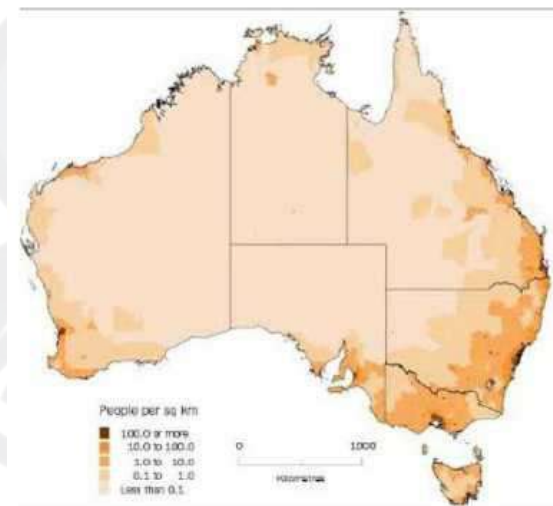 People per sq km
100.0 or more
10.0 to 100.0
1.0 to 10.0
0.1 to 1.0
Less than 0.1
0 1000
Kilometres